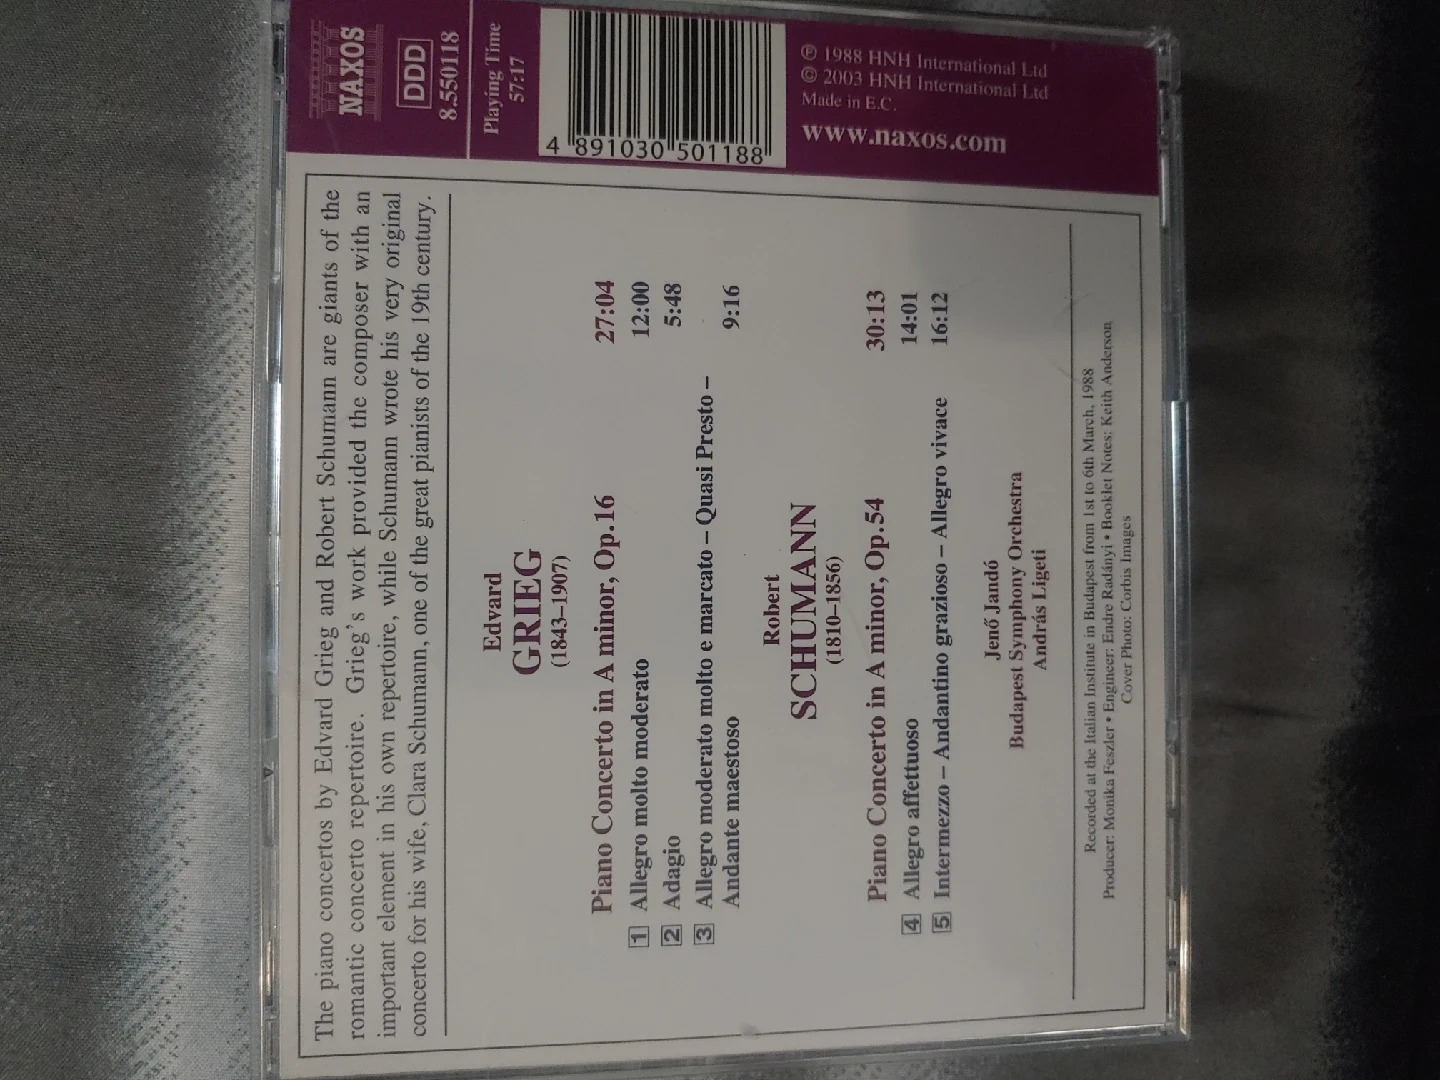 NAXOS
DDD
8.550118
Playing Time
57:17
4 891030 501188
℗ 1988 HNH International Ltd
© 2003 HNH International Ltd
Made in E.C.
www.naxos.com
The piano concertos by Edvard Grieg and Robert Schumann are giants of the
romantic concerto repertoire. Grieg's work provided the composer with an
important element in his own repertoire, while Schumann wrote his very original
concerto for his wife, Clara Schumann, one of the great pianists of the 19th century.
Edvard
GRIEG
(1843–1907)
Piano Concerto in A minor, Op.16 27:04
1 Allegro molto moderato 12:00
2 Adagio 5:48
3 Allegro moderato molto e marcato – Quasi Presto –
Andante maestoso 9:16
Robert
SCHUMANN
(1810–1856)
Piano Concerto in A minor, Op.54 30:13
4 Allegro affettuoso 14:01
5 Intermezzo – Andantino grazioso – Allegro vivace 16:12
Jenő Jandó
Budapest Symphony Orchestra
András Ligeti
Recorded at the Italian Institute in Budapest from 1st to 6th March, 1988
Producer: Monika Feszler • Engineer: Endre Radányi • Booklet Notes: Keith Anderson
Cover Photo: Corbis Images